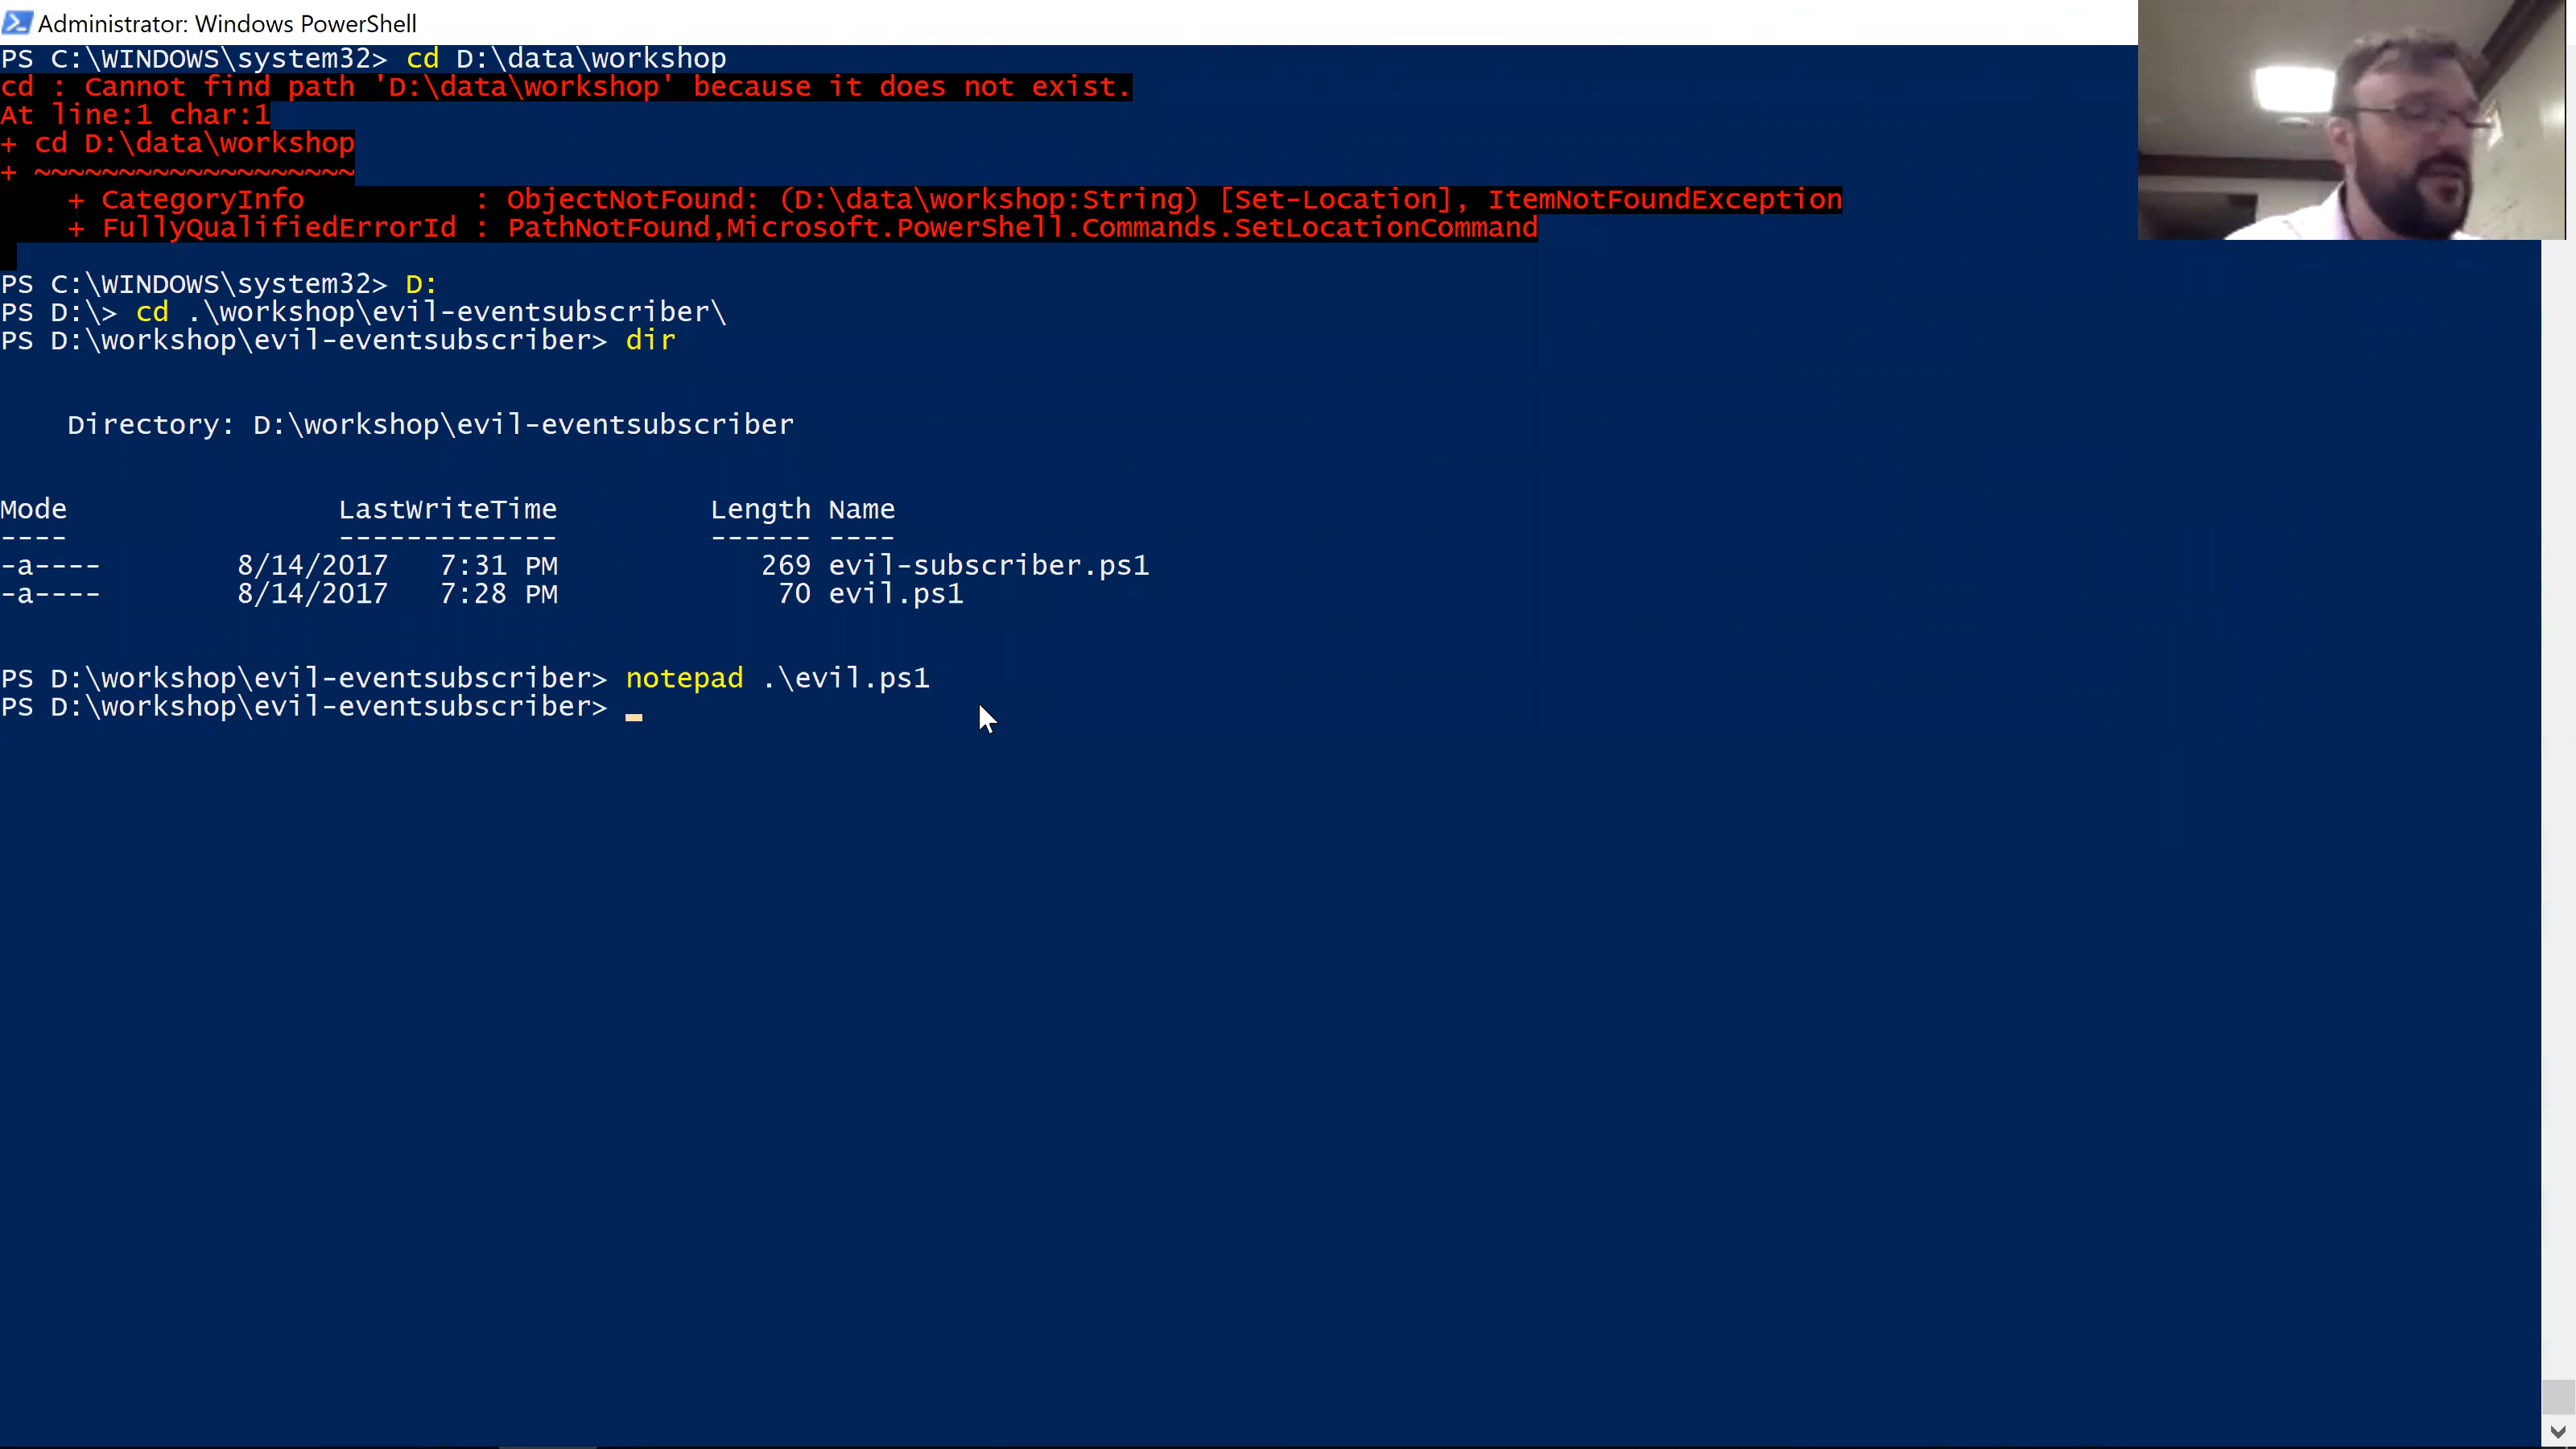 Administrator: Windows PowerShell
PS C:\WINDOWS\system32> cd D:\data\workshop
cd : Cannot find path 'D:\data\workshop' because it does not exist.
At line:1 char:1
+ cd D:\data\workshop
+ ~~~~~~~~~~~~~~~~~~~
    + CategoryInfo          : ObjectNotFound: (D:\data\workshop:String) [Set-Location], ItemNotFoundException
    + FullyQualifiedErrorId : PathNotFound,Microsoft.PowerShell.Commands.SetLocationCommand
PS C:\WINDOWS\system32> D:
PS D:\> cd .\workshop\evil-eventsubscriber\
PS D:\workshop\evil-eventsubscriber> dir
    Directory: D:\workshop\evil-eventsubscriber
Mode                LastWriteTime         Length Name
----                -------------         ------ ----
-a----        8/14/2017   7:31 PM            269 evil-subscriber.ps1
-a----        8/14/2017   7:28 PM             70 evil.ps1
PS D:\workshop\evil-eventsubscriber> notepad .\evil.ps1
PS D:\workshop\evil-eventsubscriber>